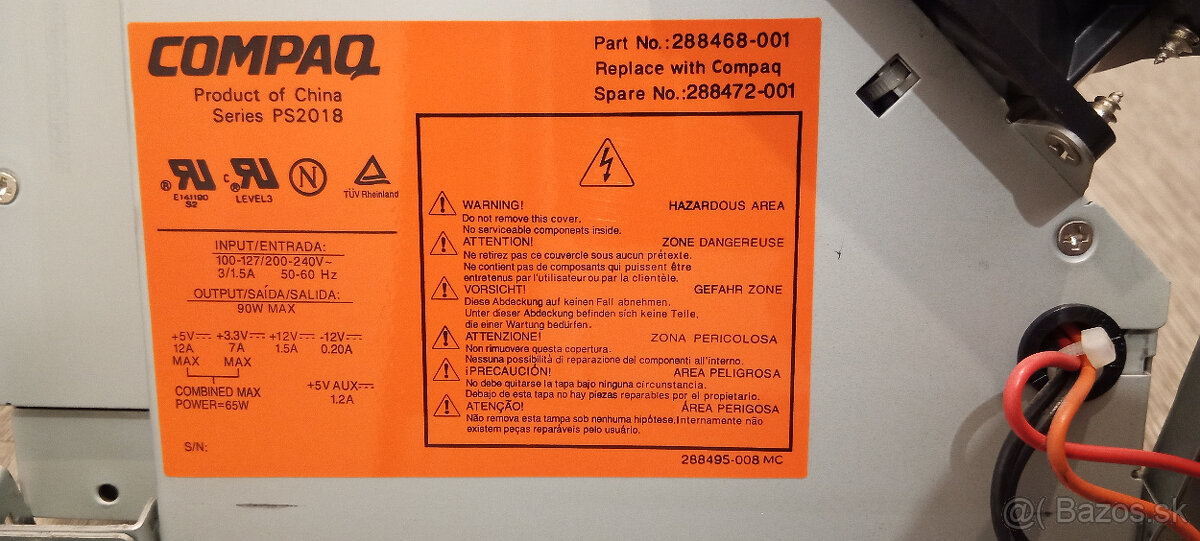 COMPAQ
Product of China
Series PS2018
Part No.:288468-001
Replace with Compaq
Spare No.:288472-001
E141190
S2
C
LEVEL3
N
TÜV Rheinland
INPUT/ENTRADA:
100-127/200-240V~
3/1.5A 50-60 Hz
OUTPUT/SAÍDA/SALIDA:
90W MAX
+5V +3.3V +12V -12V
12A 7A 1.5A 0.20A
MAX MAX
COMBINED MAX
POWER=65W
+5V AUX
1.2A
S/N:
WARNING! HAZARDOUS AREA
Do not remove this cover.
No serviceable components inside.
ATTENTION! ZONE DANGEREUSE
Ne retirez pas ce couvercle sous aucun prétexte.
Ne contient pas de composants qui puissent être
entretenus par l'utilisateur ou par la clientèle.
VORSICHT! GEFAHR ZONE
Diese Abdeckung auf keinen Fall abnehmen.
Unter dieser Abdeckung befinden sich keine Teile,
die einer Wartung bedürfen.
ATTENZIONE! ZONA PERICOLOSA
Non rimuovere questa copertura.
Nessuna possibilità di reparazione dei componenti all'interno.
¡PRECAUCIÓN! AREA PELIGROSA
No debe quitarse la tapa bajo ninguna circunstancia.
Debajo de esta tapa no hay piezas reparables por el propietario.
ATENÇÃO! ÁREA PERIGOSA
Não remova esta tampa sob nenhuma hipótese. Internamente não
existem peças reparáveis pelo usuário.
288495-008 MC
@( Bazos.sk